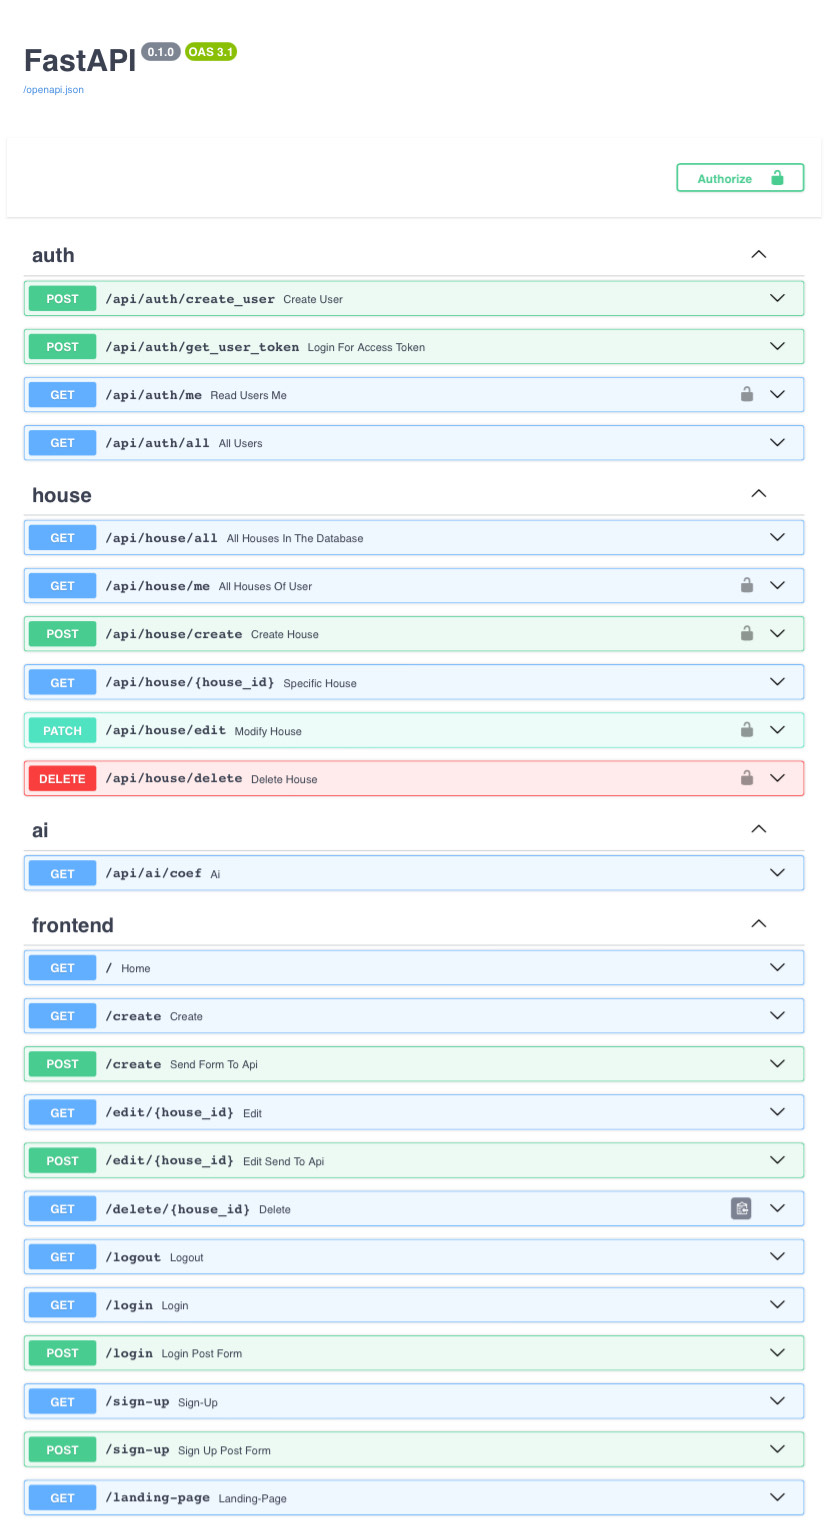 FastAPI 0.1.0 OAS 3.1
/openapi.json
Authorize
auth
POST /api/auth/create_user Create User
POST /api/auth/get_user_token Login For Access Token
GET /api/auth/me Read Users Me
GET /api/auth/all All Users
house
GET /api/house/all All Houses In The Database
GET /api/house/me All Houses Of User
POST /api/house/create Create House
GET /api/house/{house_id} Specific House
PATCH /api/house/edit Modify House
DELETE /api/house/delete Delete House
ai
GET /api/ai/coef Ai
frontend
GET / Home
GET /create Create
POST /create Send Form To Api
GET /edit/{house_id} Edit
POST /edit/{house_id} Edit Send To Api
GET /delete/{house_id} Delete
GET /logout Logout
GET /login Login
POST /login Login Post Form
GET /sign-up Sign-Up
POST /sign-up Sign Up Post Form
GET /landing-page Landing-Page